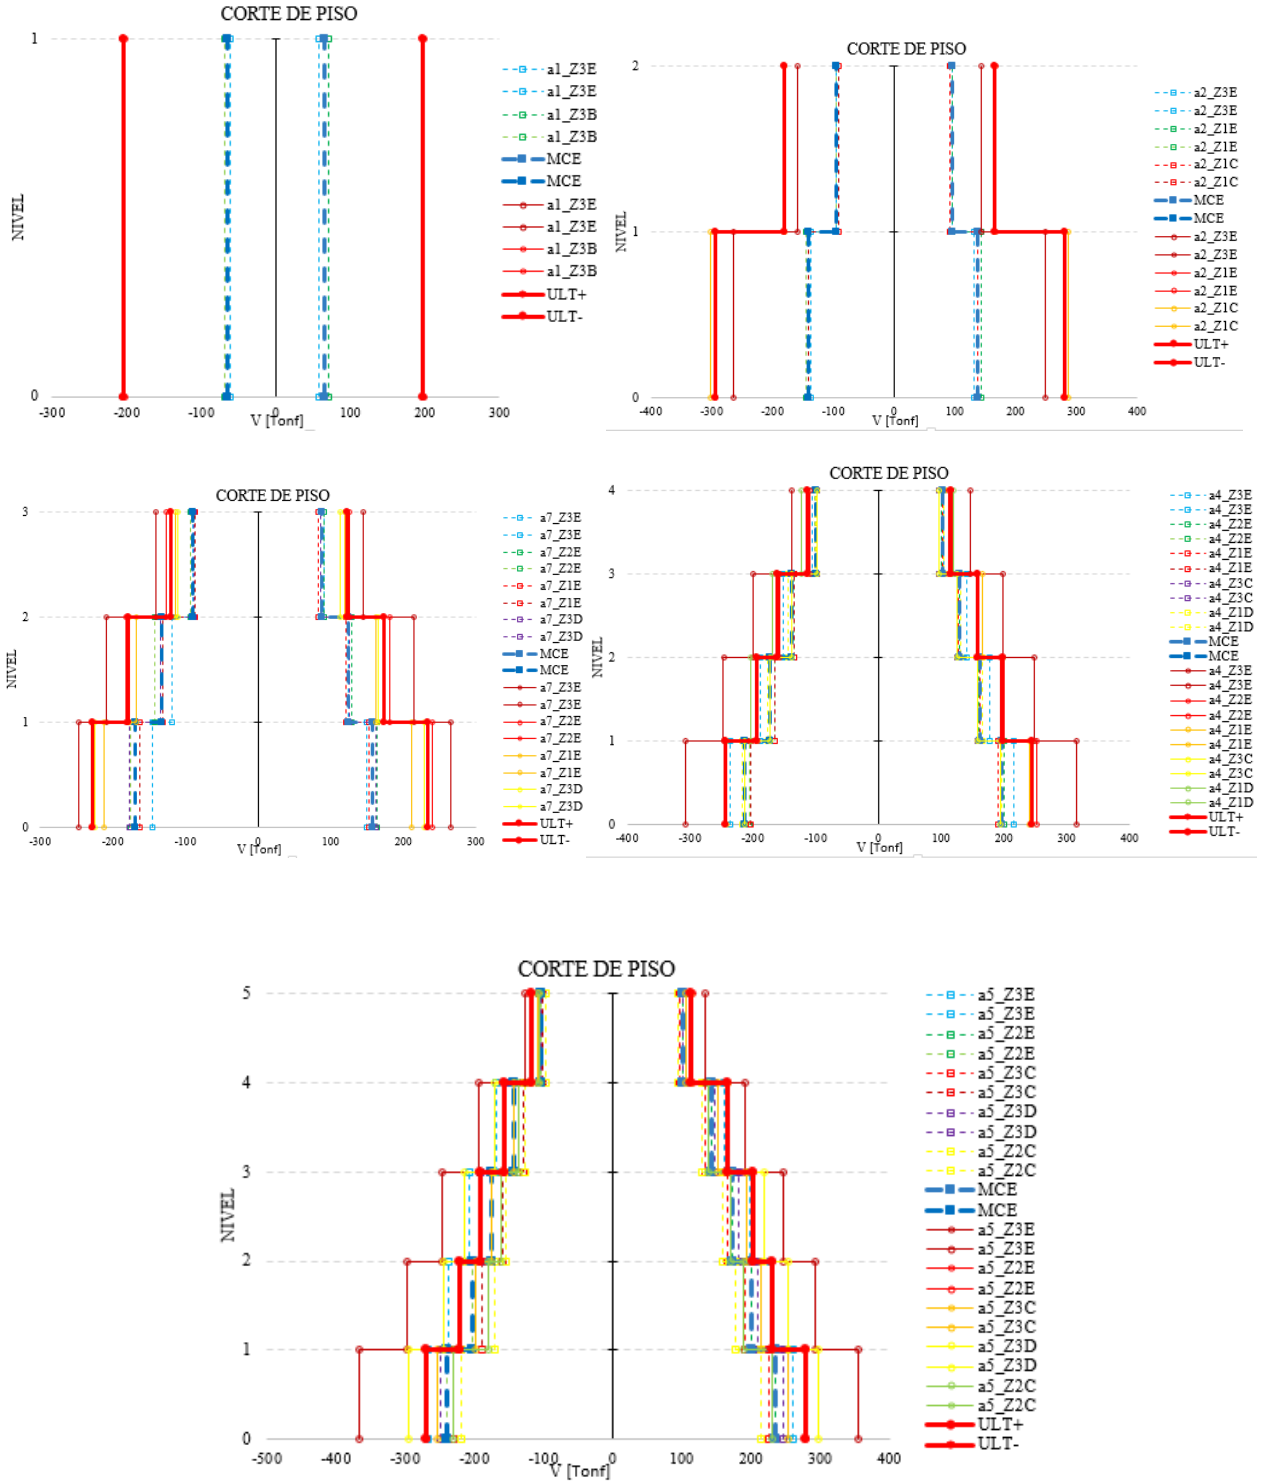 CORTE DE PISO
1
0
NIVEL
-300
-200
-100
0
100
200
300
V [Tonf]
a1_Z3E
a1_Z3E
a1_Z3B
a1_Z3B
MCE
MCE
a1_Z3E
a1_Z3E
a1_Z3B
a1_Z3B
ULT+
ULT-
CORTE DE PISO
2
1
0
NIVEL
-400
-300
-200
-100
0
100
200
300
400
V [Tonf]
a2_Z3E
a2_Z3E
a2_Z1E
a2_Z1E
a2_Z1C
a2_Z1C
MCE
MCE
a2_Z3E
a2_Z3E
a2_Z1E
a2_Z1E
a2_Z1C
a2_Z1C
ULT+
ULT-
CORTE DE PISO
3
2
1
0
NIVEL
-300
-200
-100
0
100
200
300
V [Tonf]
a7_Z3E
a7_Z3E
a7_Z2E
a7_Z2E
a7_Z1E
a7_Z1E
a7_Z3D
a7_Z3D
MCE
MCE
a7_Z3E
a7_Z3E
a7_Z2E
a7_Z2E
a7_Z1E
a7_Z1E
a7_Z3D
a7_Z3D
ULT+
ULT-
CORTE DE PISO
4
3
2
1
0
NIVEL
-400
-300
-200
-100
0
100
200
300
400
V [Tonf]
a4_Z3E
a4_Z3E
a4_Z2E
a4_Z2E
a4_Z1E
a4_Z1E
a4_Z3C
a4_Z3C
a4_Z1D
a4_Z1D
MCE
MCE
a4_Z3E
a4_Z3E
a4_Z2E
a4_Z2E
a4_Z1E
a4_Z1E
a4_Z3C
a4_Z3C
a4_Z1D
a4_Z1D
ULT+
ULT-
CORTE DE PISO
5
4
3
2
1
0
NIVEL
-500
-400
-300
-200
-100
0
100
200
300
400
V [Tonf]
a5_Z3E
a5_Z3E
a5_Z2E
a5_Z2E
a5_Z3C
a5_Z3C
a5_Z3D
a5_Z3D
a5_Z2C
a5_Z2C
MCE
MCE
a5_Z3E
a5_Z3E
a5_Z2E
a5_Z2E
a5_Z3C
a5_Z3C
a5_Z3D
a5_Z3D
a5_Z2C
a5_Z2C
ULT+
ULT-